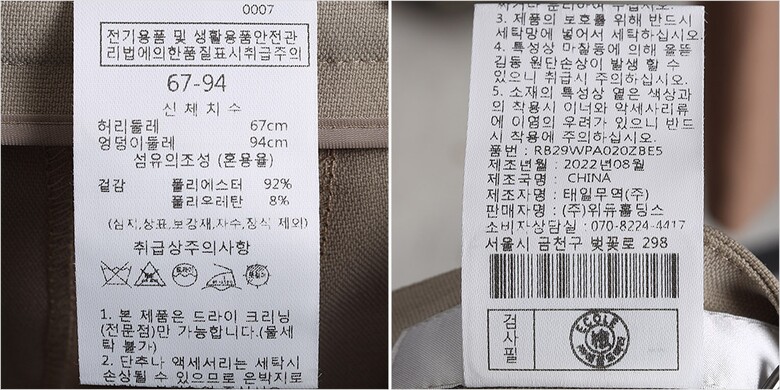 0007
전기용품 및 생활용품안전관
리법에의한품질표시취급주의
67-94
신체치수
허리둘레 67cm
엉덩이둘레 94cm
섬유의조성 (혼용율)
겉감 폴리에스터 92%
폴리우레탄 8%
(심지,상표,보강재,자수,장식 제외)
취급상주의사항
1. 본 제품은 드라이 크리닝
(전문점)만 가능합니다.(물세
탁 불가)
2. 단추나 액세서리는 세탁시
손상될 수 있으므로 은박지로
3. 제품의 보호를 위해 반드시
세탁망에 넣어서 세탁하십시오.
4. 특성상 마찰등에 의해 올뜯
김등 원단손상이 발생 할 수
있으니 취급시 주의하십시오.
5. 소재의 특성상 옅은 색상과
의 착용시 이너와 악세사리류
에 이염의 우려가 있으니 반드
시 착용에 주의하십시오.
품번 : RB29WPA020ZBE5
제조년월 : 2022년08월
제조국명 : CHINA
제조자명 : 태일무역(주)
판매자명 : (주)위듀홀딩스
소비자상담실 : 070-8224-4417
서울시 금천구 벚꽃로 298
검사필
ECOLE